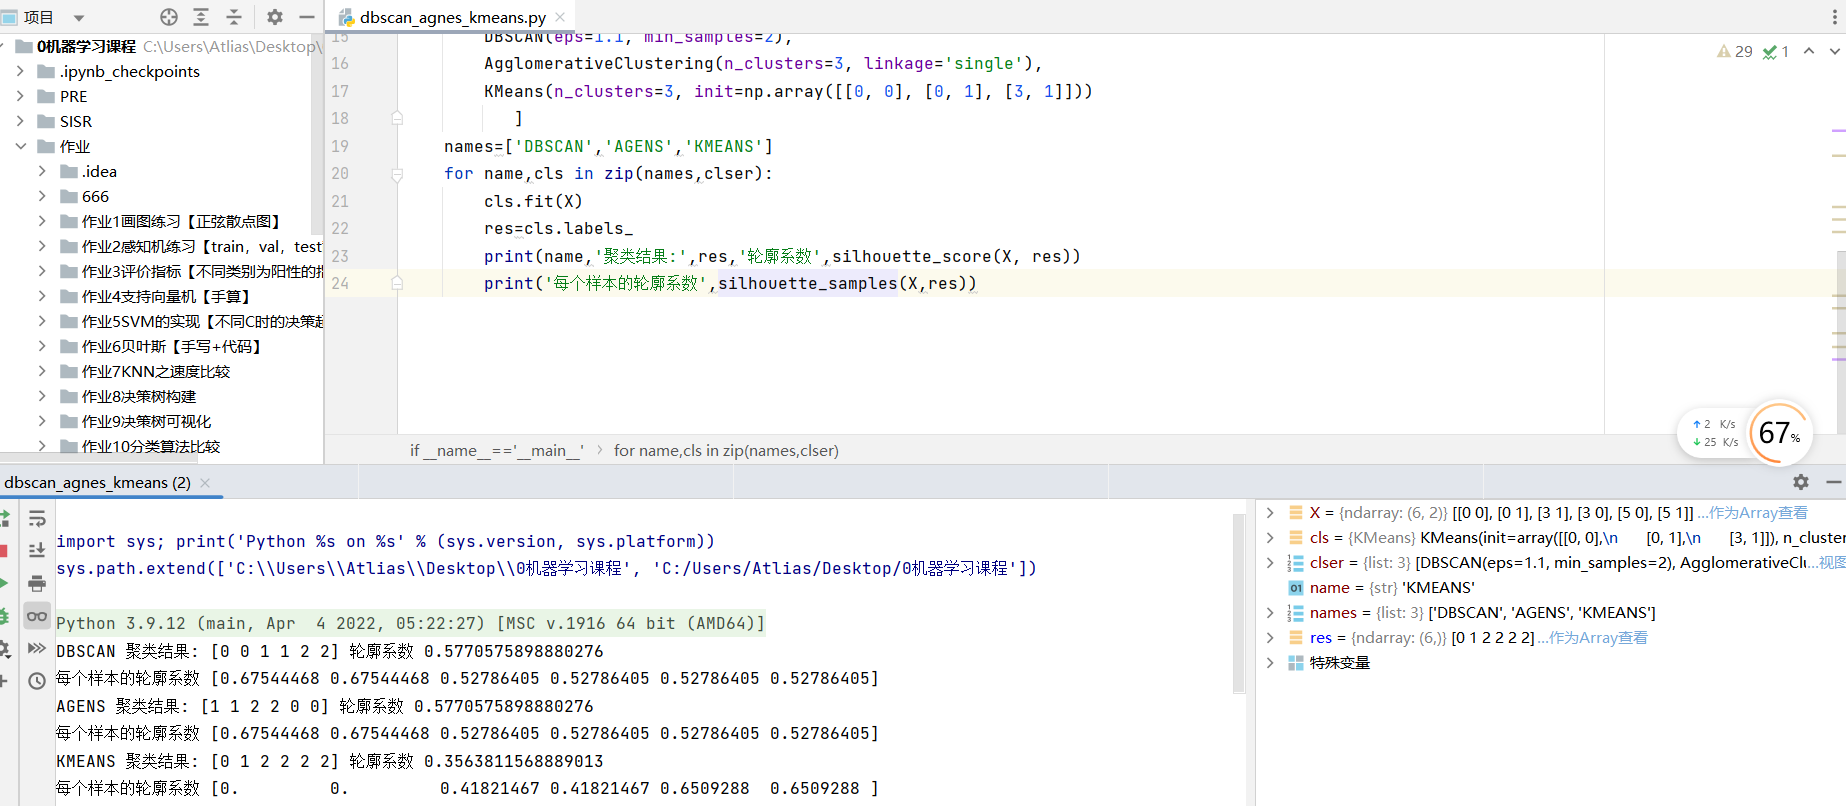 项目
dbscan_agnes_kmeans.py
0机器学习课程 C:\Users\Atlias\Desktop\
.ipynb_checkpoints
PRE
SISR
作业
.idea
666
作业1画图练习【正弦散点图】
作业2感知机练习【train，val，test
作业3评价指标【不同类别为阳性的
作业4支持向量机【手算】
作业5SVM的实现【不同C时的决策
作业6贝叶斯【手写+代码】
作业7KNN之速度比较
作业8决策树构建
作业9决策树可视化
作业10分类算法比较
15 DBSCAN(eps=1.1, min_samples=2),
16 AgglomerativeClustering(n_clusters=3, linkage='single'),
17 KMeans(n_clusters=3, init=np.array([[0, 0], [0, 1], [3, 1]]))
18 ]
19 names=['DBSCAN','AGENS','KMEANS']
20 for name,cls in zip(names,clser):
21 cls.fit(X)
22 res=cls.labels_
23 print(name,'聚类结果:',res,'轮廓系数',silhouette_score(X, res))
24 print('每个样本的轮廓系数',silhouette_samples(X,res))
29 1
↑ 2 K/s
↓ 25 K/s
67%
if __name__=='__main__' › for name,cls in zip(names,clser)
dbscan_agnes_kmeans (2)
import sys; print('Python %s on %s' % (sys.version, sys.platform))
sys.path.extend(['C:\\Users\\Atlias\\Desktop\\0机器学习课程', 'C:/Users/Atlias/Desktop/0机器学习课程'])
Python 3.9.12 (main, Apr  4 2022, 05:22:27) [MSC v.1916 64 bit (AMD64)]
DBSCAN 聚类结果: [0 0 1 1 2 2] 轮廓系数 0.5770575898880276
每个样本的轮廓系数 [0.67544468 0.67544468 0.52786405 0.52786405 0.52786405 0.52786405]
AGENS 聚类结果: [1 1 2 2 0 0] 轮廓系数 0.5770575898880276
每个样本的轮廓系数 [0.67544468 0.67544468 0.52786405 0.52786405 0.52786405 0.52786405]
KMEANS 聚类结果: [0 1 2 2 2 2] 轮廓系数 0.3563811568889013
每个样本的轮廓系数 [0. 0. 0.41821467 0.41821467 0.6509288 0.6509288 ]
X = {ndarray: (6, 2)} [[0 0], [0 1], [3 1], [3 0], [5 0], [5 1]] ...作为Array查看
cls = {KMeans} KMeans(init=array([[0, 0],\n [0, 1],\n [3, 1]]), n_cluster
clser = {list: 3} [DBSCAN(eps=1.1, min_samples=2), AgglomerativeClu...视图
01 name = {str} 'KMEANS'
names = {list: 3} ['DBSCAN', 'AGENS', 'KMEANS']
res = {ndarray: (6,)} [0 1 2 2 2 2] ...作为Array查看
特殊变量